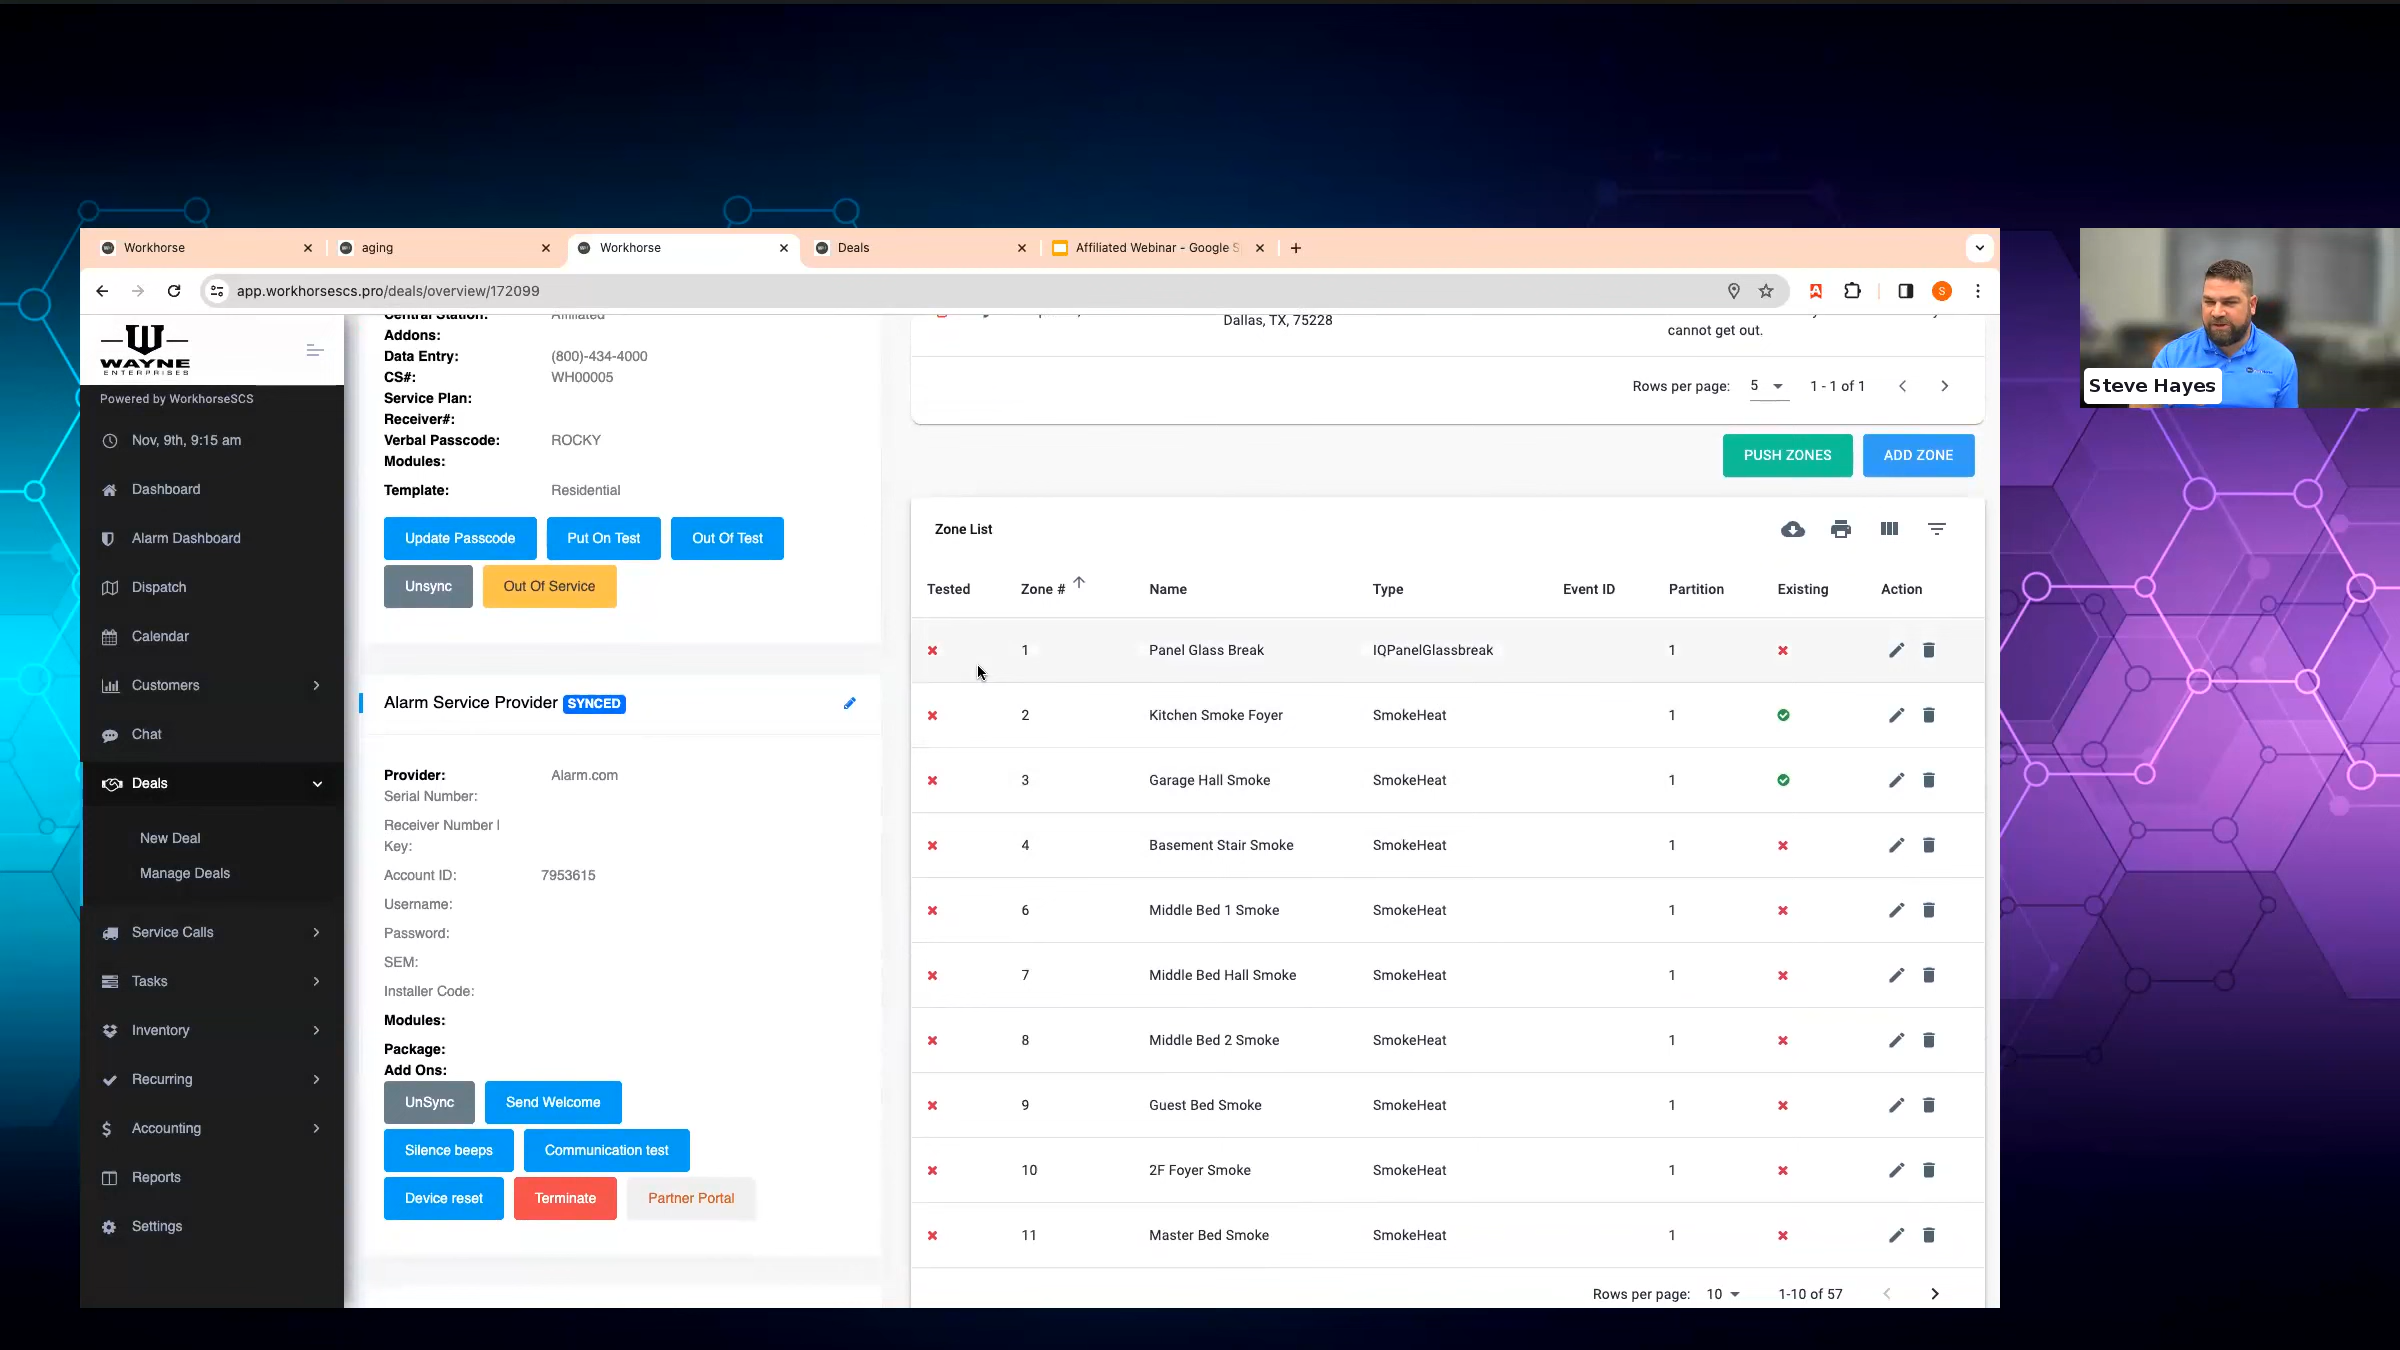 Workhorse
aging
Workhorse
Deals
Affiliated Webinar - Google S
app.workhorsescs.pro/deals/overview/172099
WAYNE
ENTERPRISES
Powered by WorkhorseSCS
Nov, 9th, 9:15 am
Dashboard
Alarm Dashboard
Dispatch
Calendar
Customers
Chat
Deals
New Deal
Manage Deals
Service Calls
Tasks
Inventory
Recurring
Accounting
Reports
Settings
Central Station: Affiliated
Addons:
Data Entry: (800)-434-4000
CS#: WH00005
Service Plan:
Receiver#:
Verbal Passcode: ROCKY
Modules:
Template: Residential
Update Passcode Put On Test Out Of Test
Unsync Out Of Service
Alarm Service Provider SYNCED
Provider: Alarm.com
Serial Number:
Receiver Number |
Key:
Account ID: 7953615
Username:
Password:
SEM:
Installer Code:
Modules:
Package:
Add Ons:
UnSync Send Welcome
Silence beeps Communication test
Device reset Terminate Partner Portal
Dallas, TX, 75228
cannot get out.
Rows per page: 5 1 - 1 of 1
PUSH ZONES ADD ZONE
Zone List
Tested Zone # Name Type Event ID Partition Existing Action
1 Panel Glass Break IQPanelGlassbreak 1
2 Kitchen Smoke Foyer SmokeHeat 1
3 Garage Hall Smoke SmokeHeat 1
4 Basement Stair Smoke SmokeHeat 1
6 Middle Bed 1 Smoke SmokeHeat 1
7 Middle Bed Hall Smoke SmokeHeat 1
8 Middle Bed 2 Smoke SmokeHeat 1
9 Guest Bed Smoke SmokeHeat 1
10 2F Foyer Smoke SmokeHeat 1
11 Master Bed Smoke SmokeHeat 1
Rows per page: 10 1-10 of 57
Steve Hayes
S